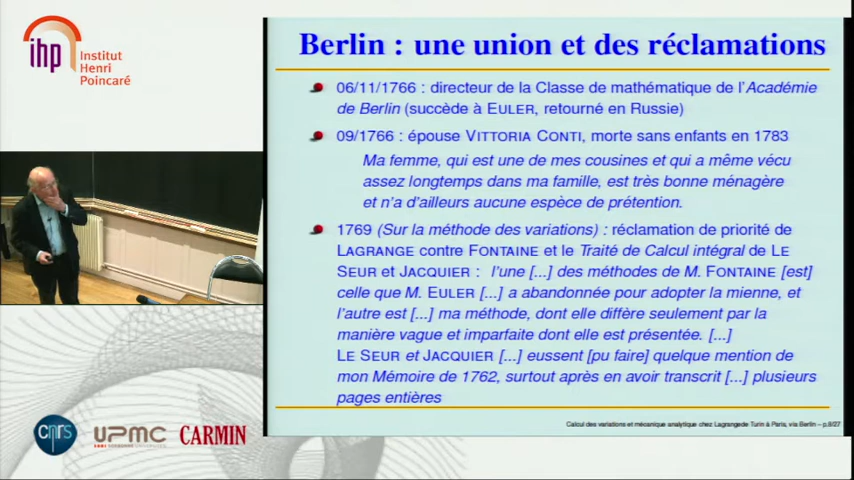 ihp
Institut
Henri
Poincaré
Berlin : une union et des réclamations
06/11/1766 : directeur de la Classe de mathématique de l'Académie
de Berlin (succède à EULER, retourné en Russie)
09/1766 : épouse VITTORIA CONTI, morte sans enfants en 1783
Ma femme, qui est une de mes cousines et qui a même vécu
assez longtemps dans ma famille, est très bonne ménagère
et n'a d'ailleurs aucune espèce de prétention.
1769 (Sur la méthode des variations) : réclamation de priorité de
LAGRANGE contre FONTAINE et le Traité de Calcul intégral de LE
SEUR et JACQUIER : l'une [...] des méthodes de M. FONTAINE [est]
celle que M. EULER [...] a abandonnée pour adopter la mienne, et
l'autre est [...] ma méthode, dont elle diffère seulement par la
manière vague et imparfaite dont elle est présentée. [...]
LE SEUR et JACQUIER [...] eussent [pu faire] quelque mention de
mon Mémoire de 1762, surtout après en avoir transcrit [...] plusieurs
pages entières
Calcul des variations et mécanique analytique chez Lagrangede Turin à Paris, via Berlin – p.8/27
cnrs
UPMC
CARMIN